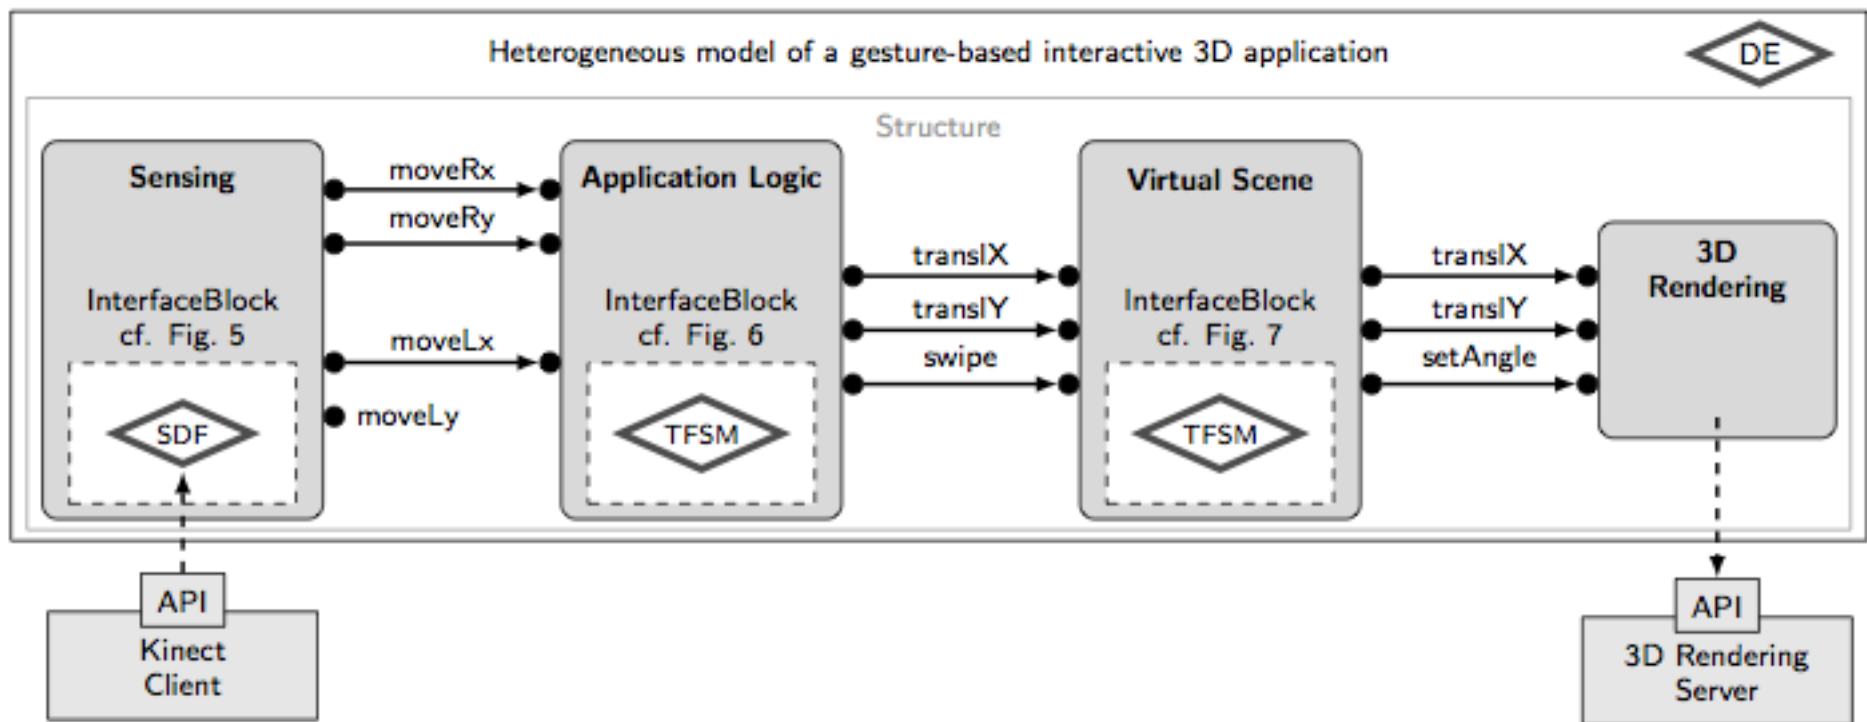 Heterogeneous model of a gesture-based interactive 3D application
DE
Structure
Sensing
InterfaceBlock
cf. Fig. 5
SDF
moveRx
moveRy
moveLx
moveLy
Application Logic
InterfaceBlock
cf. Fig. 6
TFSM
translX
translY
swipe
Virtual Scene
InterfaceBlock
cf. Fig. 7
TFSM
translX
translY
setAngle
3D
Rendering
API
Kinect
Client
API
3D Rendering
Server